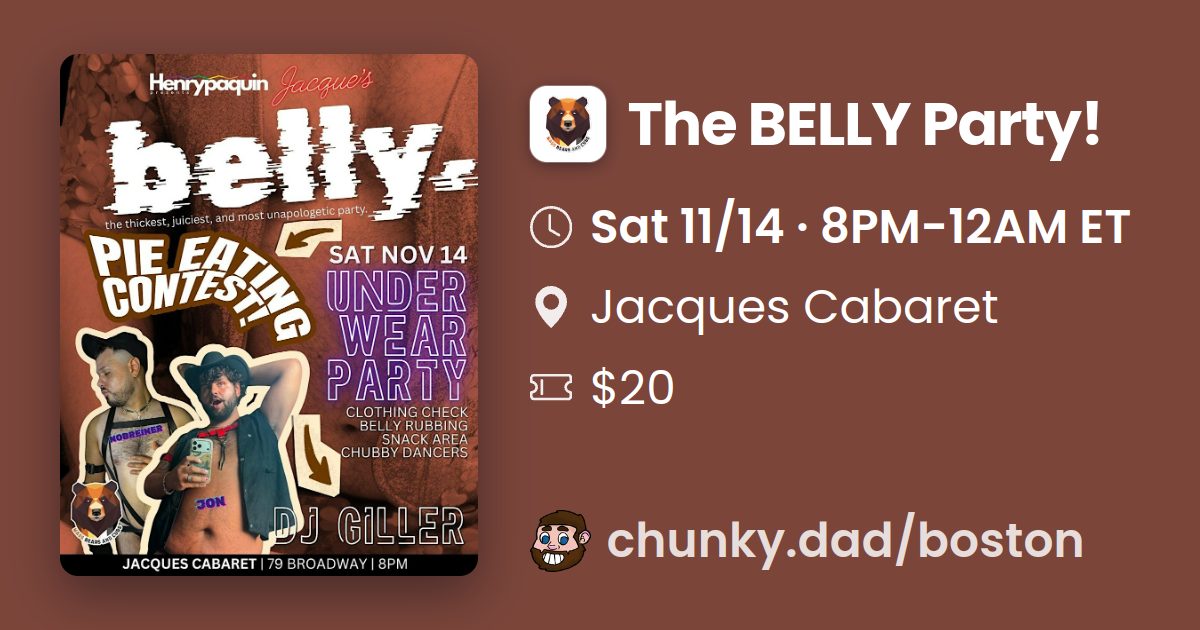 Henrypaquin
presents
Jacque's
belly.
the thickest, juiciest, and most unapologetic party.
PIE EATING
CONTEST!
SAT NOV 14
UNDER
WEAR
PARTY
CLOTHING CHECK
BELLY RUBBING
SNACK AREA
CHUBBY DANCERS
NOBREINER
JON
DJ GILLER
JACQUES CABARET | 79 BROADWAY | 8PM
The BELLY Party!
Sat 11/14 · 8PM–12AM ET
Jacques Cabaret
$20
chunky.dad/boston